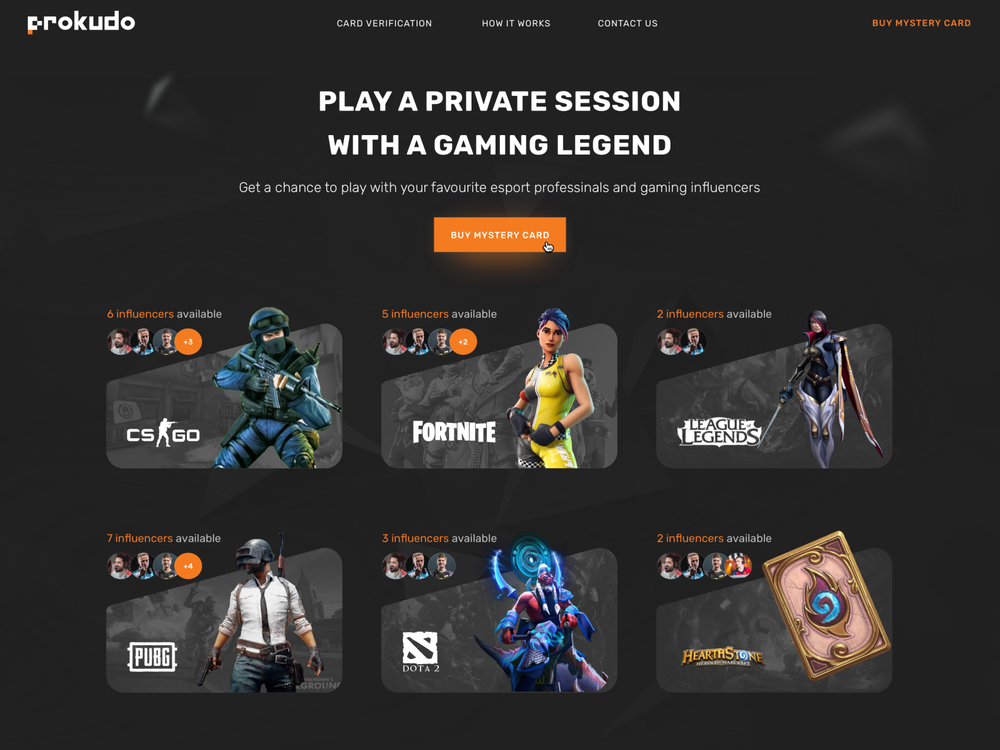 prokudo
CARD VERIFICATION
HOW IT WORKS
CONTACT US
BUY MYSTERY CARD
PLAY A PRIVATE SESSION
WITH A GAMING LEGEND
Get a chance to play with your favourite esport professinals and gaming influencers
BUY MYSTERY CARD
6 influencers available
+3
CS GO
5 influencers available
+2
FORTNITE
2 influencers available
LEAGUE OF
LEGENDS
7 influencers available
+4
PUBG
3 influencers available
DOTA 2
2 influencers available
HEARTHSTONE
HEROES OF WARCRAFT